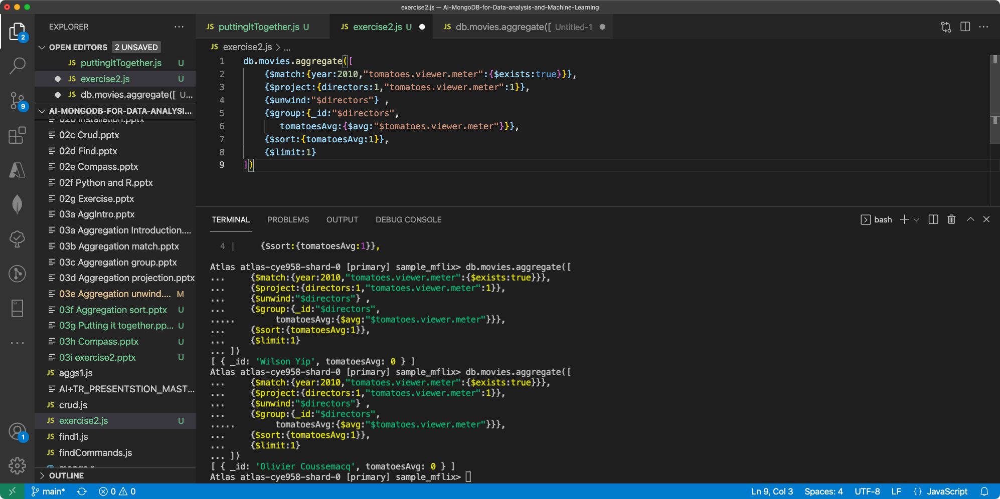 exercise2.js — AI-MongoDB-for-Data-analysis-and-Machine-Learning
EXPLORER
2
OPEN EDITORS 2 UNSAVED
JS puttingItTogether.js U
JS exercise2.js U
JS db.movies.aggregate([ U...
9
AI-MONGODB-FOR-DATA-ANALYSI...
02b Installation.pptx
02c Crud.pptx
02d Find.pptx
02e Compass.pptx
02f Python and R.pptx
02g Exercise.pptx
03a AggIntro.pptx
03a Aggregation Introduction....
03b Aggregation match.pptx
03c Aggregation group.pptx
03d Aggregation projection.pptx
03e Aggregation unwind.... M
03f Aggregation sort.pptx U
03g Putting it together.pp... U
03h Compass.pptx U
03i exercise2.pptx U
JS aggs1.js
AI+TR_PRESENTSTION_MAST...
JS crud.js
JS exercise2.js U
1
JS find1.js
JS findCommands.js
OUTLINE
JS puttingItTogether.js U
JS exercise2.js U
JS db.movies.aggregate([ Untitled-1
JS exercise2.js > ...
1 db.movies.aggregate([
2 {$match:{year:2010,"tomatoes.viewer.meter":{$exists:true}}},
3 {$project:{directors:1,"tomatoes.viewer.meter":1}},
4 {$unwind:"$directors"} ,
5 {$group:{_id:"$directors",
6 tomatoesAvg:{$avg:"$tomatoes.viewer.meter"}}},
7 {$sort:{tomatoesAvg:1}},
8 {$limit:1}
9 ])
TERMINAL PROBLEMS OUTPUT DEBUG CONSOLE
bash
4 | {$sort:{tomatoesAvg:1}},
Atlas atlas-cye958-shard-0 [primary] sample_mflix> db.movies.aggregate([
... {$match:{year:2010,"tomatoes.viewer.meter":{$exists:true}}},
... {$project:{directors:1,"tomatoes.viewer.meter":1}},
... {$unwind:"$directors"} ,
... {$group:{_id:"$directors",
..... tomatoesAvg:{$avg:"$tomatoes.viewer.meter"}}},
... {$sort:{tomatoesAvg:1}},
... {$limit:1}
... ])
[ { _id: 'Wilson Yip', tomatoesAvg: 0 } ]
Atlas atlas-cye958-shard-0 [primary] sample_mflix> db.movies.aggregate([
... {$match:{year:2010,"tomatoes.viewer.meter":{$exists:true}}},
... {$project:{directors:1,"tomatoes.viewer.meter":1}},
... {$unwind:"$directors"} ,
... {$group:{_id:"$directors",
..... tomatoesAvg:{$avg:"$tomatoes.viewer.meter"}}},
... {$sort:{tomatoesAvg:1}},
... {$limit:1}
... ])
[ { _id: 'Olivier Coussemacq', tomatoesAvg: 0 } ]
Atlas atlas-cye958-shard-0 [primary] sample_mflix>
main* 0 0
Ln 9, Col 3 Spaces: 4 UTF-8 LF {} JavaScript